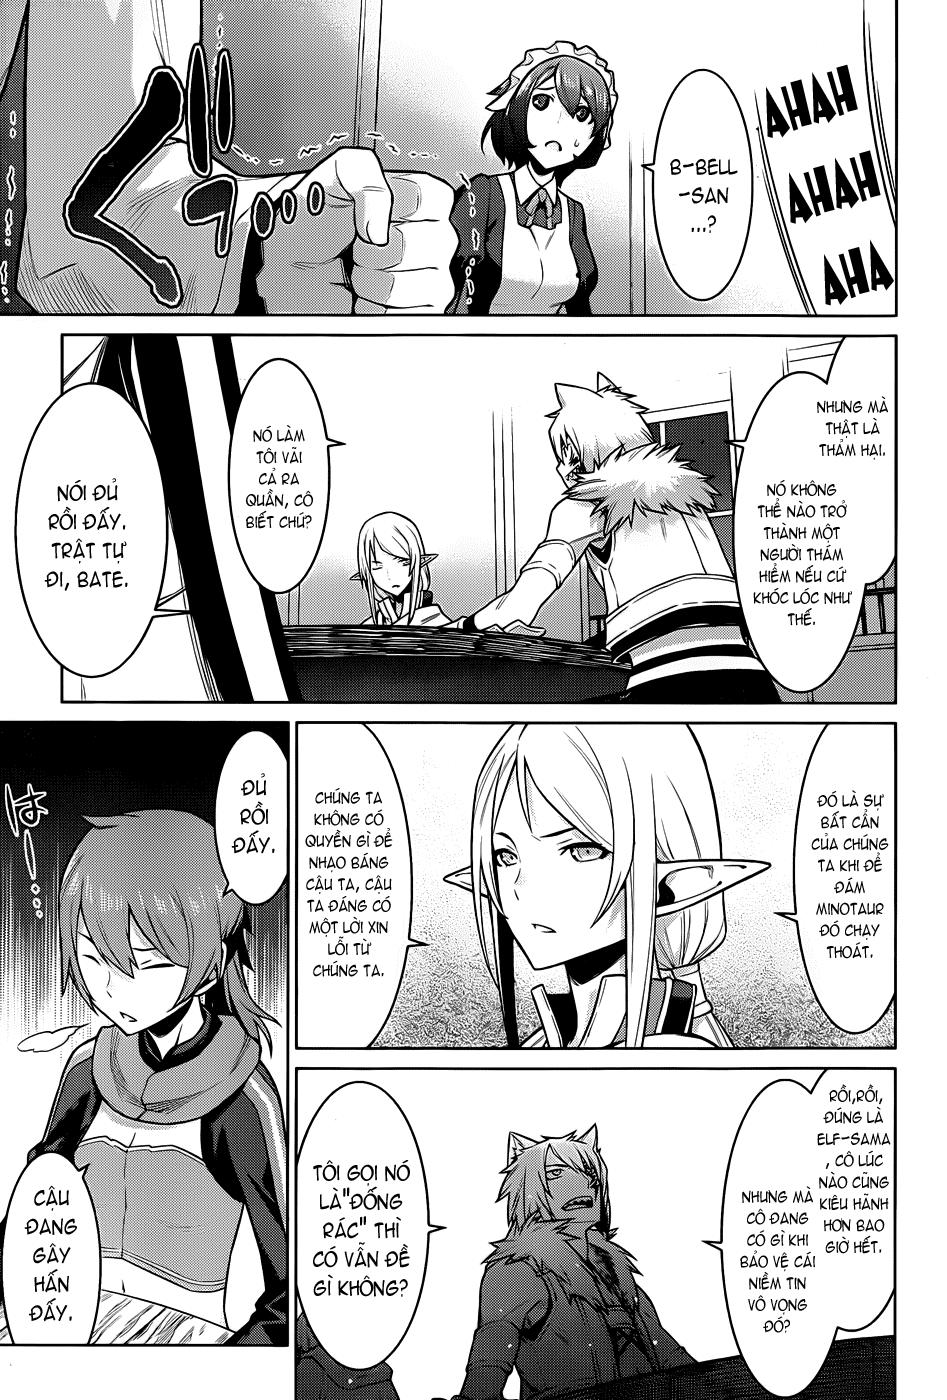 AHAH
AHAH
AHA
B-BELL
-SAN
...?
グッ...
NHƯNG MÀ
THẬT LÀ
THẢM HẠI.
NÓ KHÔNG
THỂ NÀO TRỞ
THÀNH MỘT
NGƯỜI THÁM
HIỂM NẾU CỨ
KHÓC LÓC NHƯ
THẾ.
NÓ LÀM
TÔI VÃI
CẢ RA
QUẦN, CÔ
BIẾT CHỨ?
NÓI ĐỦ
RỒI ĐẤY.
TRẬT TỰ
ĐI, BATE.
ĐÓ LÀ SỰ
BẤT CẨN
CỦA CHÚNG
TA KHI ĐỂ
ĐÁM
MINOTAUR
ĐÓ CHẠY
THOÁT.
CHÚNG TA
KHÔNG CÓ
QUYỀN GÌ ĐỂ
NHẠO BÁNG
CẬU TA, CẬU
TA ĐÁNG CÓ
MỘT LỜI XIN
LỖI TỪ
CHÚNG TA.
RỒI,RỒI,
ĐÚNG LÀ
ELF-SAMA
, CÔ LÚC
NÀO CŨNG
KIÊU HÃNH
HƠN BAO
GIỜ HẾT.
NHƯNG MÀ
CÔ ĐANG
CÓ GÌ KHI
BẢO VỆ CÁI
NIỀM TIN
VÔ VỌNG
ĐÓ?
TÔI GỌI NÓ
LÀ"ĐỐNG
RÁC" THÌ
CÓ VẤN ĐỀ
GÌ KHÔNG?
ĐỦ
RỒI
ĐẤY.
は...
CẬU
ĐANG
GÂY
HẤN
ĐẤY.